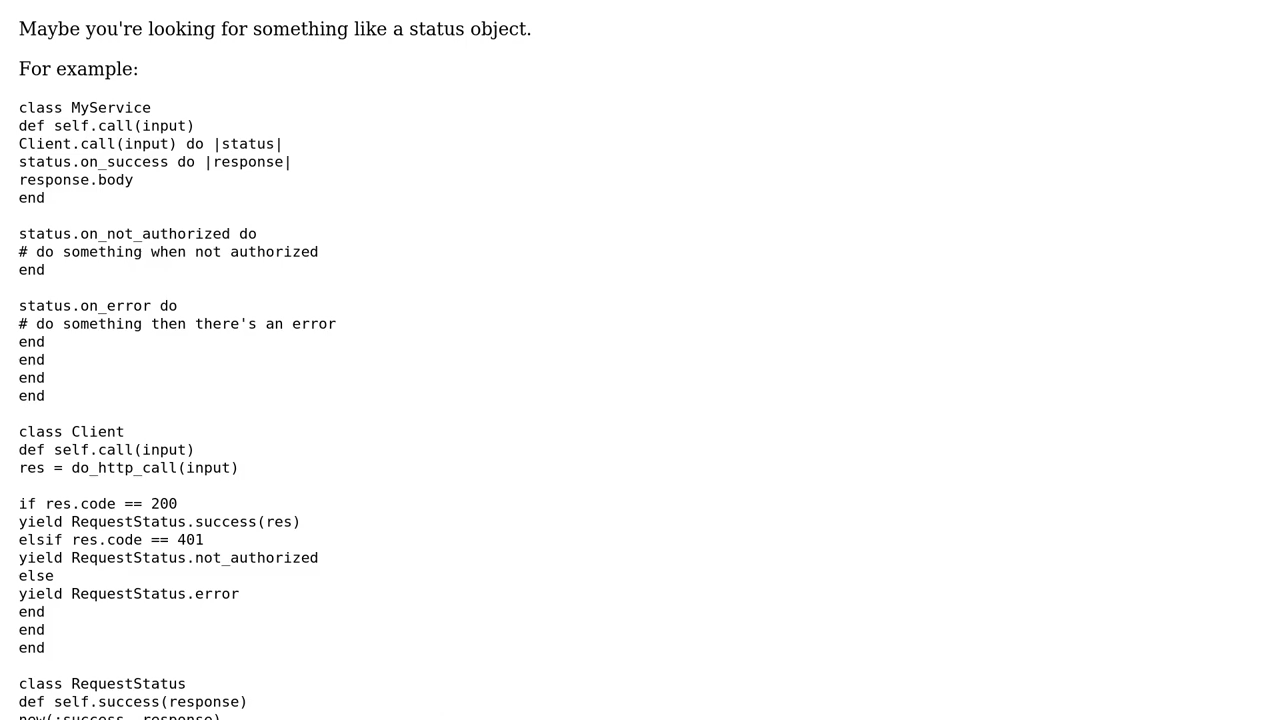 Maybe you're looking for something like a status object.
For example:
class MyService
def self.call(input)
Client.call(input) do |status|
status.on_success do |response|
response.body
end
status.on_not_authorized do
# do something when not authorized
end
status.on_error do
# do something then there's an error
end
end
end
end
class Client
def self.call(input)
res = do_http_call(input)
if res.code == 200
yield RequestStatus.success(res)
elsif res.code == 401
yield RequestStatus.not_authorized
else
yield RequestStatus.error
end
end
end
class RequestStatus
def self.success(response)
new(:success, response)